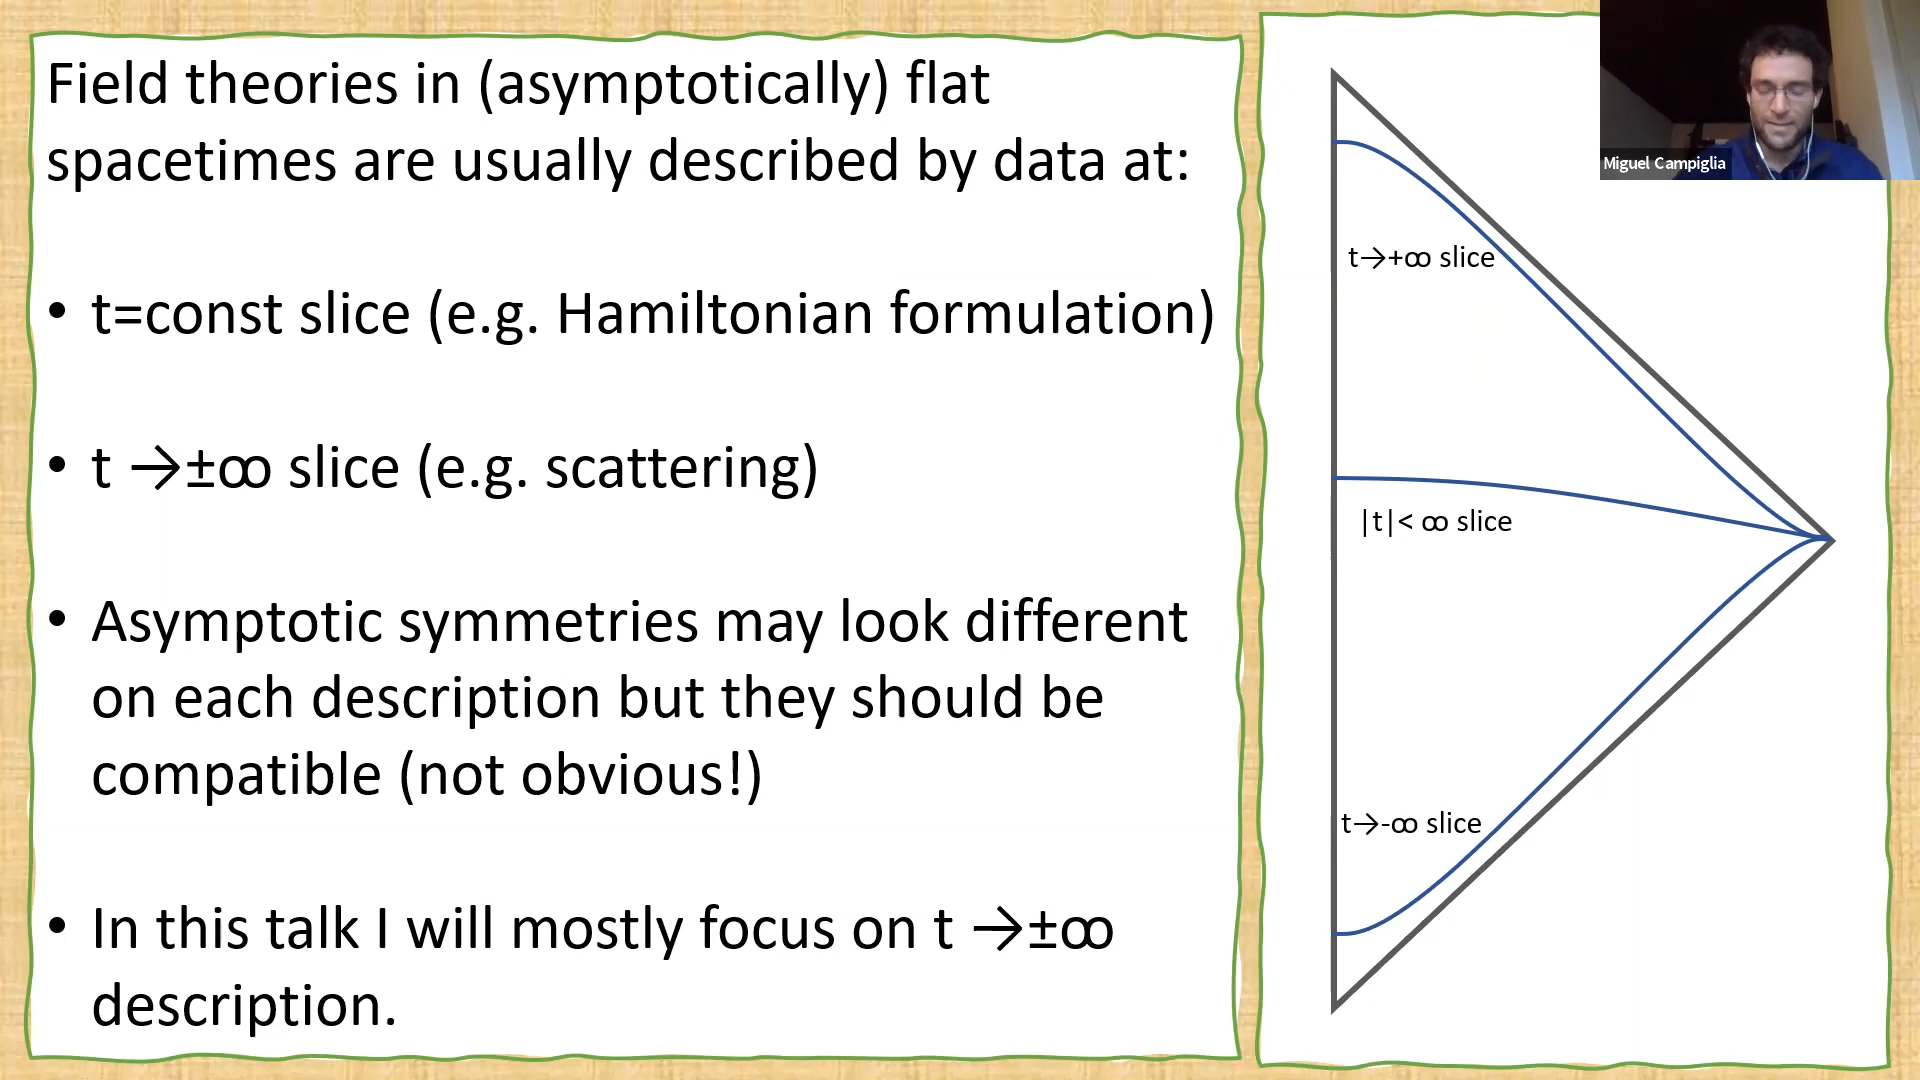 Field theories in (asymptotically) flat
spacetimes are usually described by data at:
• t=const slice (e.g. Hamiltonian formulation)
• t →±∞ slice (e.g. scattering)
• Asymptotic symmetries may look different
on each description but they should be
compatible (not obvious!)
• In this talk I will mostly focus on t →±∞
description.
t→+∞ slice
|t|< ∞ slice
t→-∞ slice
Miguel Campiglia